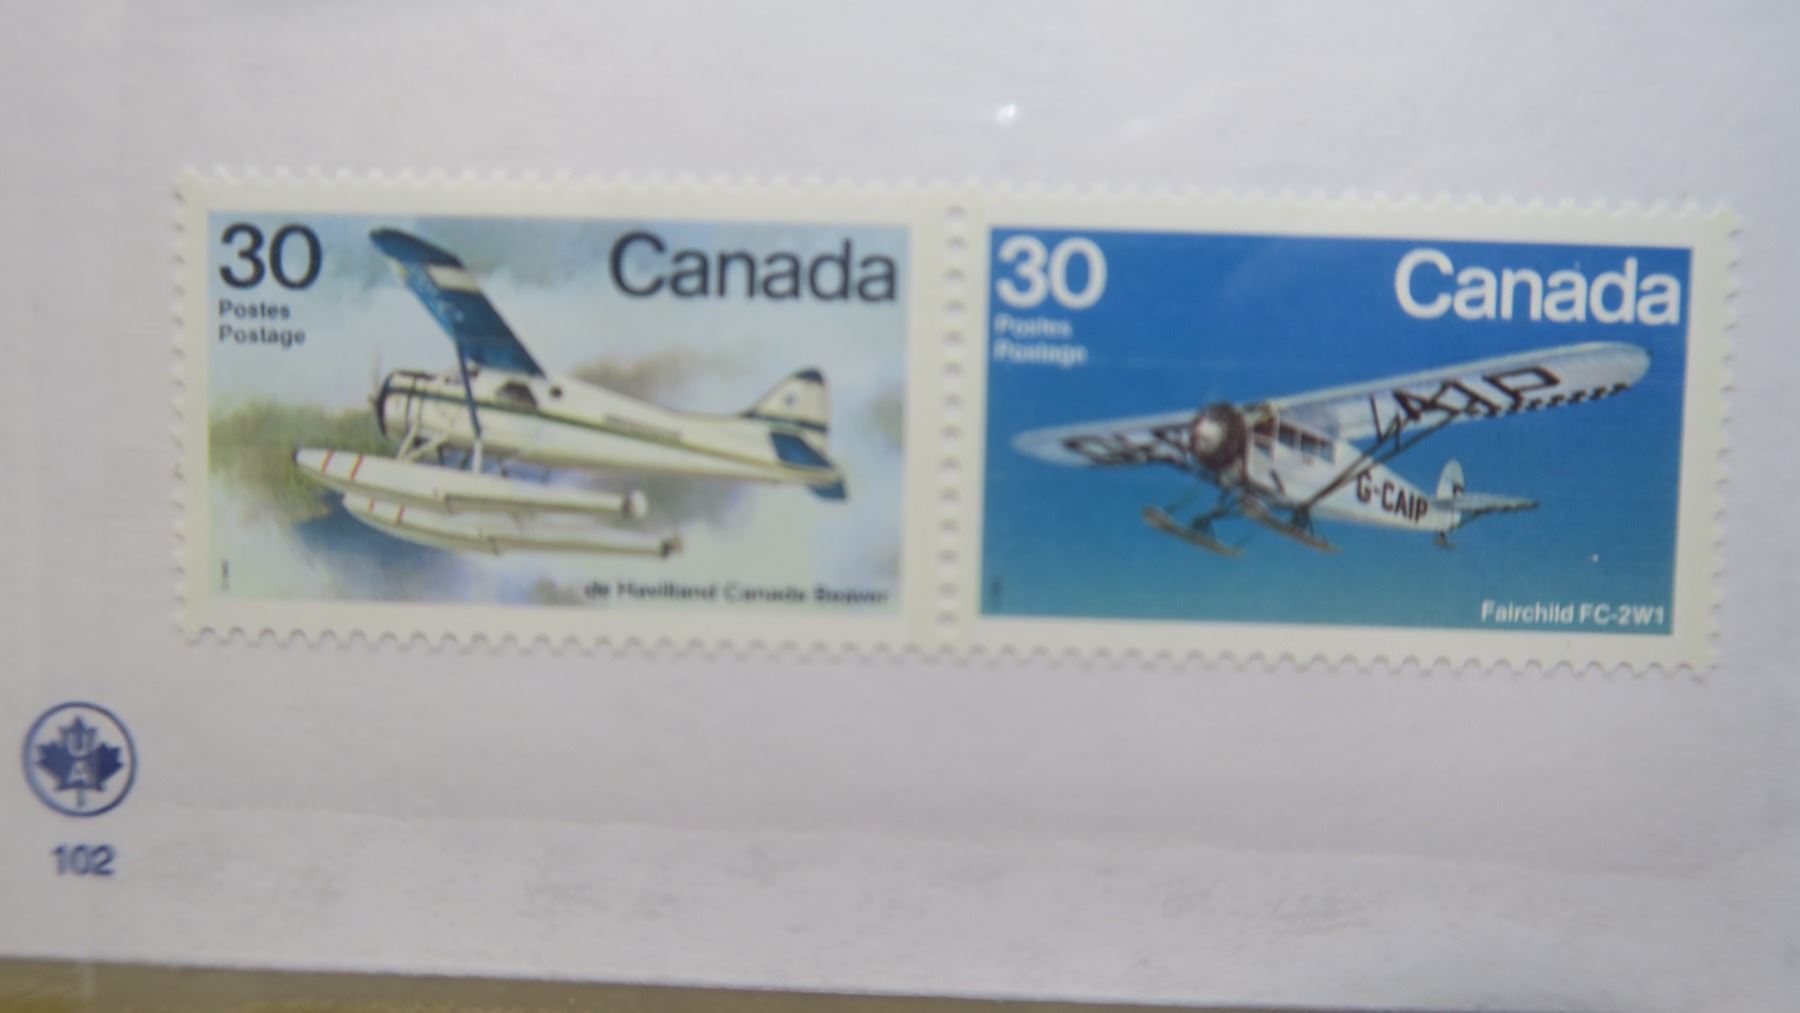 30
Canada
Postes
Postage
de Havilland Canada Beaver
30
Canada
Postes
Postage
G-CAIP
Fairchild FC-2W1
102